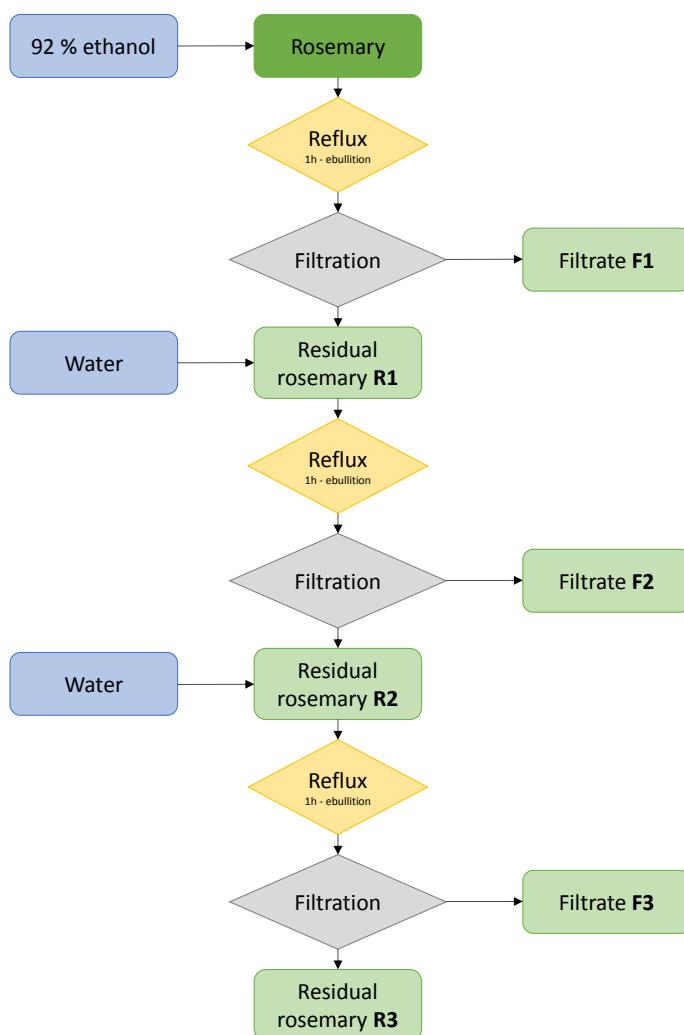 92 % ethanol
Rosemary
Reflux
1h - ebullition
Filtration
Filtrate F1
Water
Residual
rosemary R1
Reflux
1h - ebullition
Filtration
Filtrate F2
Water
Residual
rosemary R2
Reflux
1h - ebullition
Filtration
Filtrate F3
Residual
rosemary R3